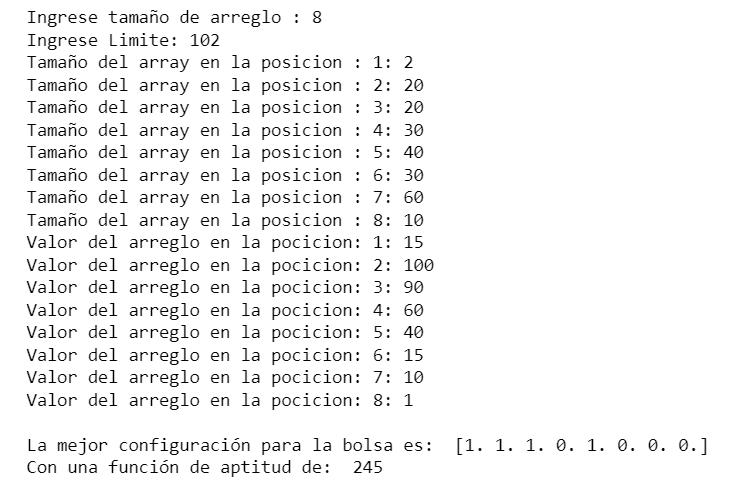 Ingrese tamaño de arreglo : 8
Ingrese Limite: 102
Tamaño del array en la posicion : 1: 2
Tamaño del array en la posicion : 2: 20
Tamaño del array en la posicion : 3: 20
Tamaño del array en la posicion : 4: 30
Tamaño del array en la posicion : 5: 40
Tamaño del array en la posicion : 6: 30
Tamaño del array en la posicion : 7: 60
Tamaño del array en la posicion : 8: 10
Valor del arreglo en la pocicion: 1: 15
Valor del arreglo en la pocicion: 2: 100
Valor del arreglo en la pocicion: 3: 90
Valor del arreglo en la pocicion: 4: 60
Valor del arreglo en la pocicion: 5: 40
Valor del arreglo en la pocicion: 6: 15
Valor del arreglo en la pocicion: 7: 10
Valor del arreglo en la pocicion: 8: 1
La mejor configuración para la bolsa es:  [1. 1. 1. 0. 1. 0. 0. 0.]
Con una función de aptitud de:  245